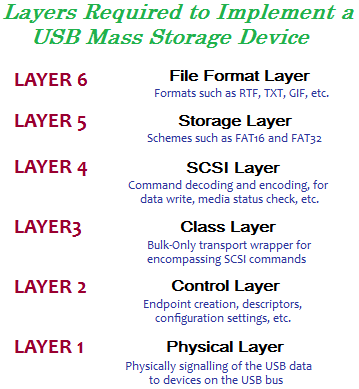 Layers Required to Implement a
USB Mass Storage Device
LAYER 6 File Format Layer
Formats such as RTF, TXT, GIF, etc.
LAYER 5 Storage Layer
Schemes such as FAT16 and FAT32
LAYER 4 SCSI Layer
Command decoding and encoding, for
data write, media status check, etc.
LAYER3 Class Layer
Bulk-Only transport wrapper for
encompassing SCSI commands
LAYER 2 Control Layer
Endpoint creation, descriptors,
configuration settings, etc.
LAYER 1 Physical Layer
Physically signalling of the USB data
to devices on the USB bus